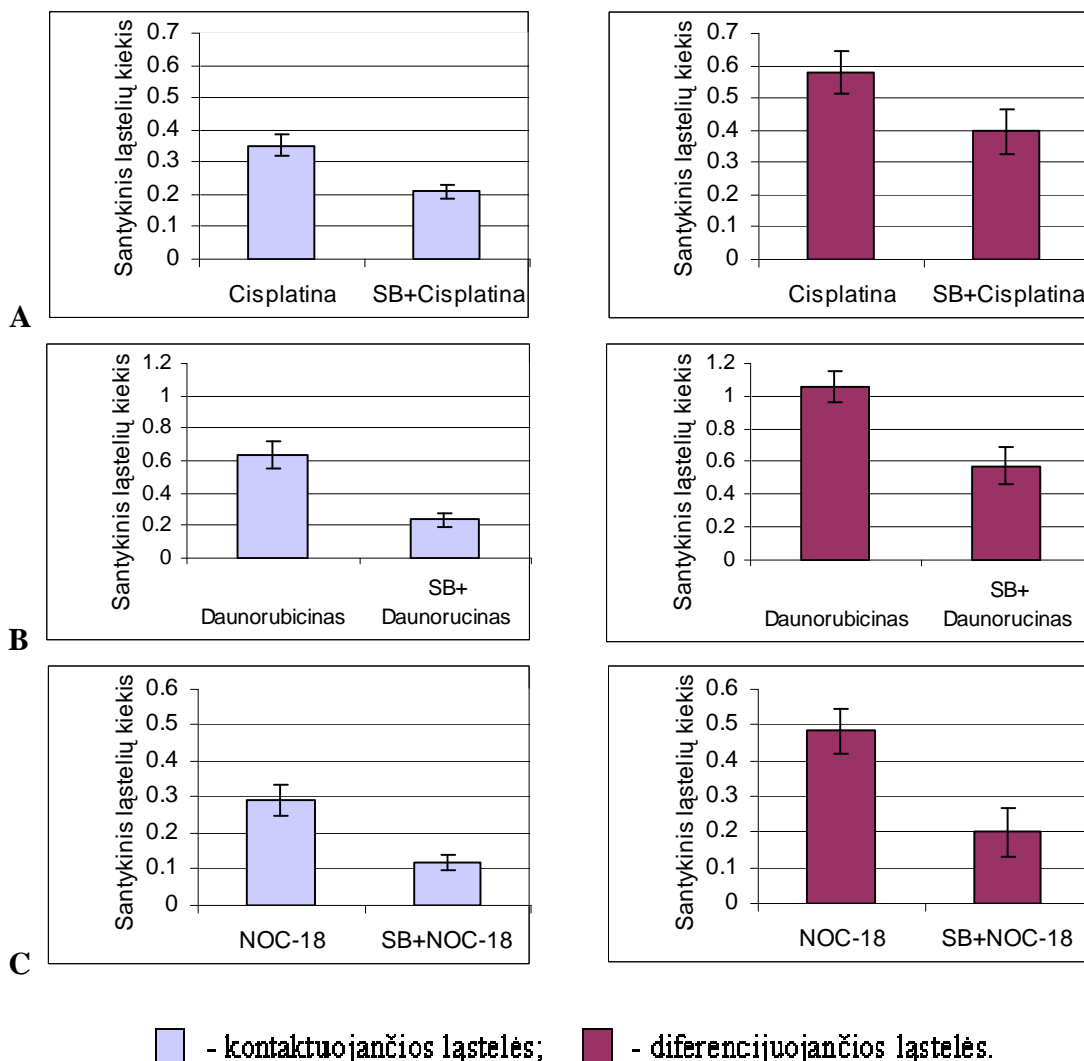 Santykinis ląstelių kiekis
0.7
0.6
0.5
0.4
0.3
0.2
0.1
0
Cisplatina SB+Cisplatina
Santykinis ląstelių kiekis
0.7
0.6
0.5
0.4
0.3
0.2
0.1
0
Cisplatina SB+Cisplatina
A
Santykinis ląstelių kiekis
1.2
1
0.8
0.6
0.4
0.2
0
Daunorubicinas SB+
Daunorucinas
Santykinis ląstelių kiekis
1.2
1
0.8
0.6
0.4
0.2
0
Daunorubicinas SB+
Daunorucinas
B
Santykinis ląstelių kiekis
0.6
0.5
0.4
0.3
0.2
0.1
0
NOC-18 SB+NOC-18
Santykinis ląstelių kiekis
0.6
0.5
0.4
0.3
0.2
0.1
0
NOC-18 SB+NOC-18
C
- kontaktuojančios ląstelės; - diferencijuojančios ląstelės.